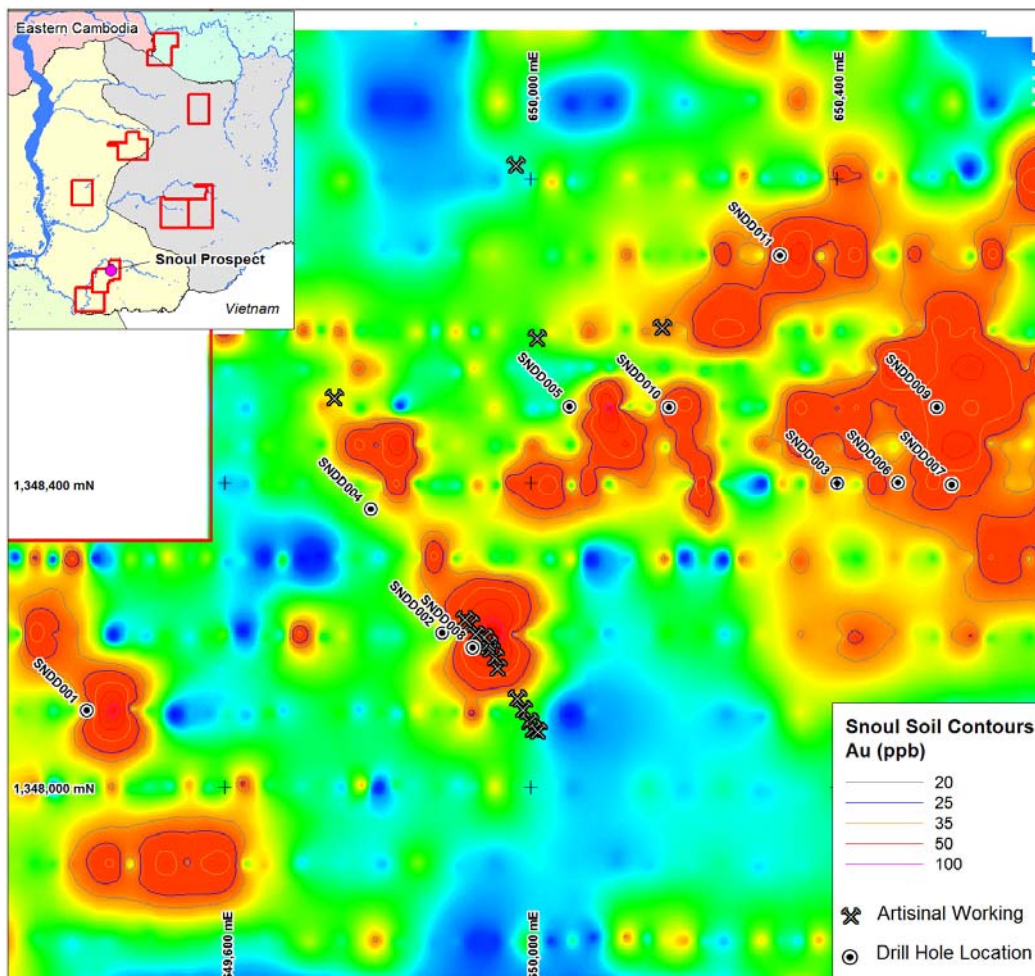 Eastern Cambodia
Snoul Prospect
Vietnam
650,000 mE
650,400 mE
SNDD011
SNDD005
SNDD010
SNDD009
SNDD003
SNDD006
SNDD007
1,348,400 mN
SNDD004
SNDD002
SNDD008
SNDD001
1,348,000 mN
649,600 mE
650,000 mE
Snoul Soil Contours
Au (ppb)
20
25
35
50
100
Artisinal Working
Drill Hole Location